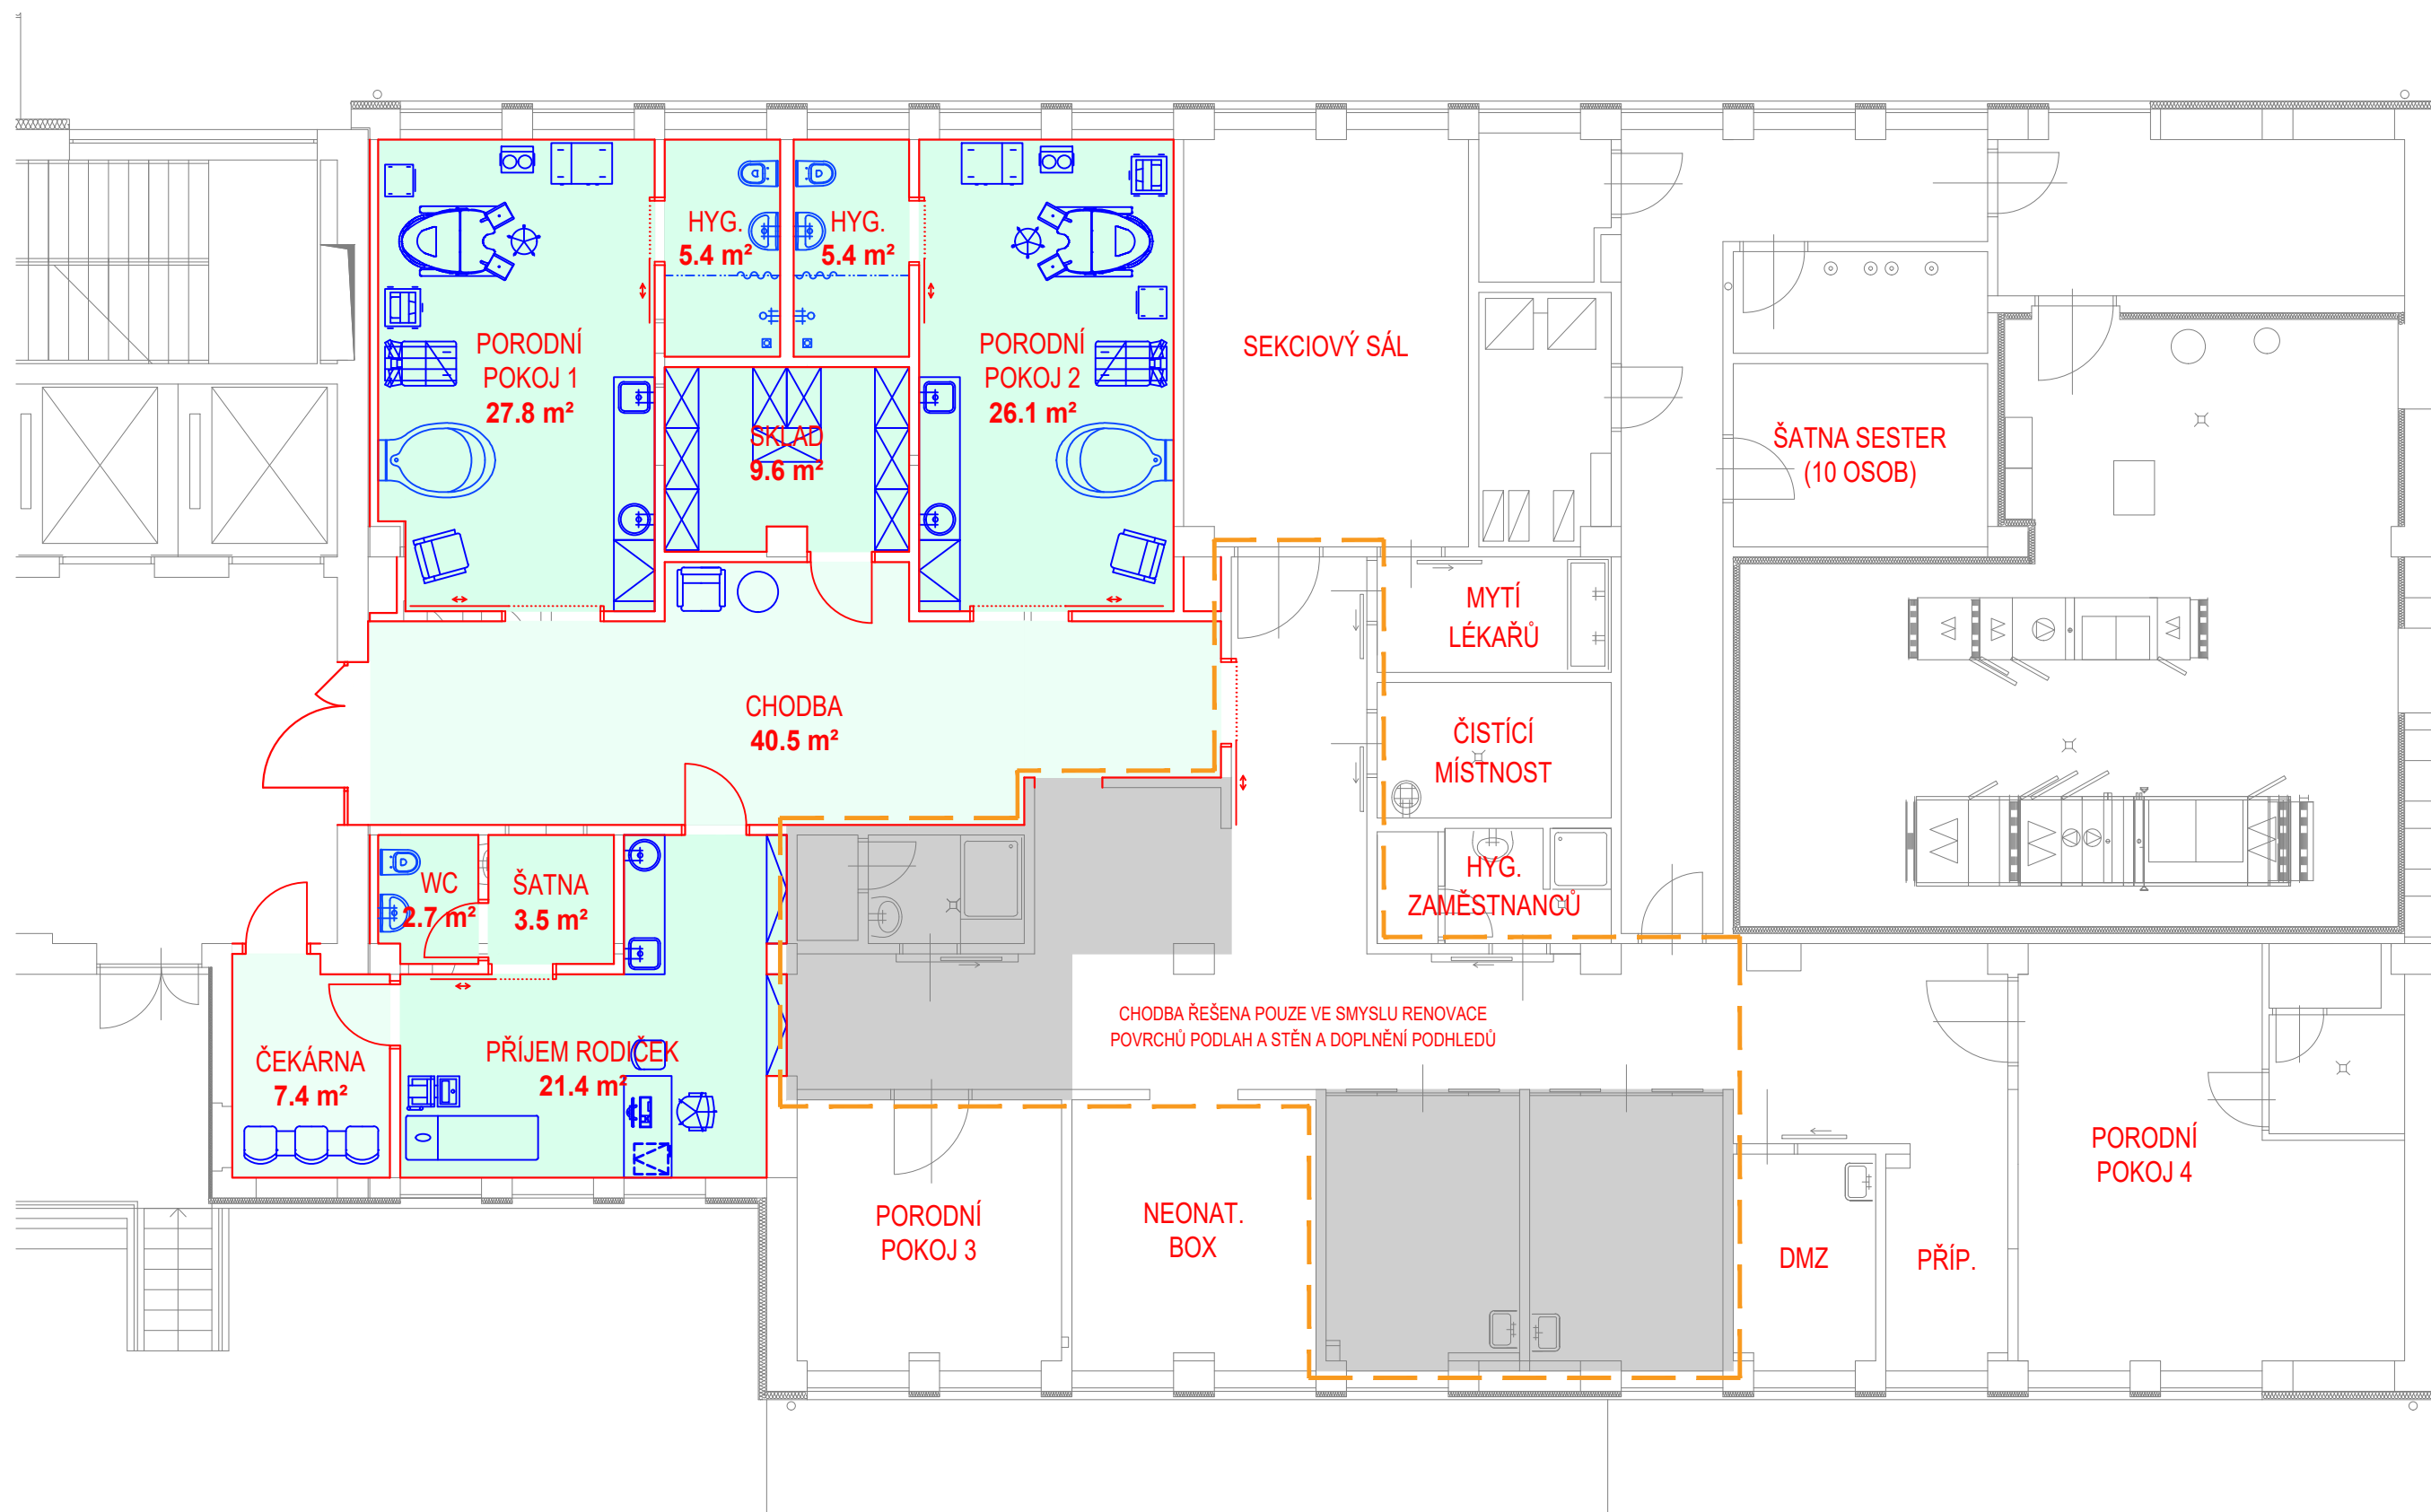 HYG.
5.4 m²
HYG.
5.4 m²
PORODNÍ
POKOJ 1
27.8 m²
PORODNÍ
POKOJ 2
26.1 m²
SKLAD
9.6 m²
SEKCIOVÝ SÁL
ŠATNA SESTER
(10 OSOB)
MYTÍ
LÉKAŘŮ
CHODBA
40.5 m²
ČISTÍCÍ
MÍSTNOST
HYG.
ZAMĚSTNANCŮ
WC
2.7 m²
ŠATNA
3.5 m²
CHODBA ŘEŠENA POUZE VE SMYSLU RENOVACE
POVRCHŮ PODLAH A STĚN A DOPLNĚNÍ PODHLEDŮ
ČEKÁRNA
7.4 m²
PŘÍJEM RODIČEK
21.4 m²
PORODNÍ
POKOJ 3
NEONAT.
BOX
DMZ
PŘÍP.
PORODNÍ
POKOJ 4